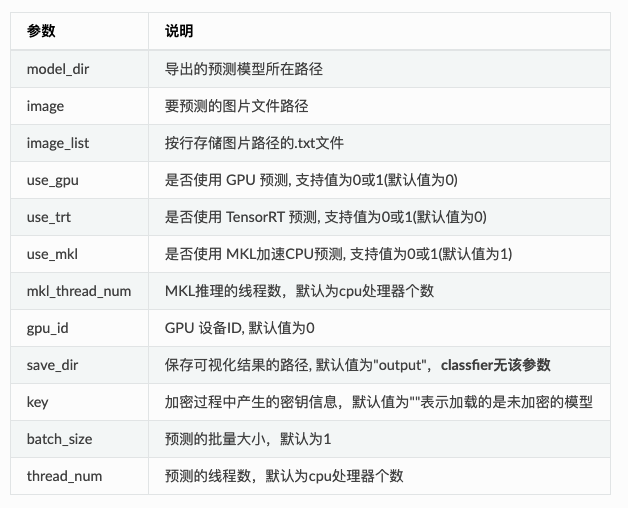 参数 说明
model_dir 导出的预测模型所在路径
image 要预测的图片文件路径
image_list 按行存储图片路径的.txt文件
use_gpu 是否使用 GPU 预测, 支持值为0或1(默认值为0)
use_trt 是否使用 TensorRT 预测, 支持值为0或1(默认值为0)
use_mkl 是否使用 MKL加速CPU预测, 支持值为0或1(默认值为1)
mkl_thread_num MKL推理的线程数，默认为cpu处理器个数
gpu_id GPU 设备ID, 默认值为0
save_dir 保存可视化结果的路径, 默认值为"output"，classfier无该参数
key 加密过程中产生的密钥信息，默认值为""表示加载的是未加密的模型
batch_size 预测的批量大小，默认为1
thread_num 预测的线程数，默认为cpu处理器个数